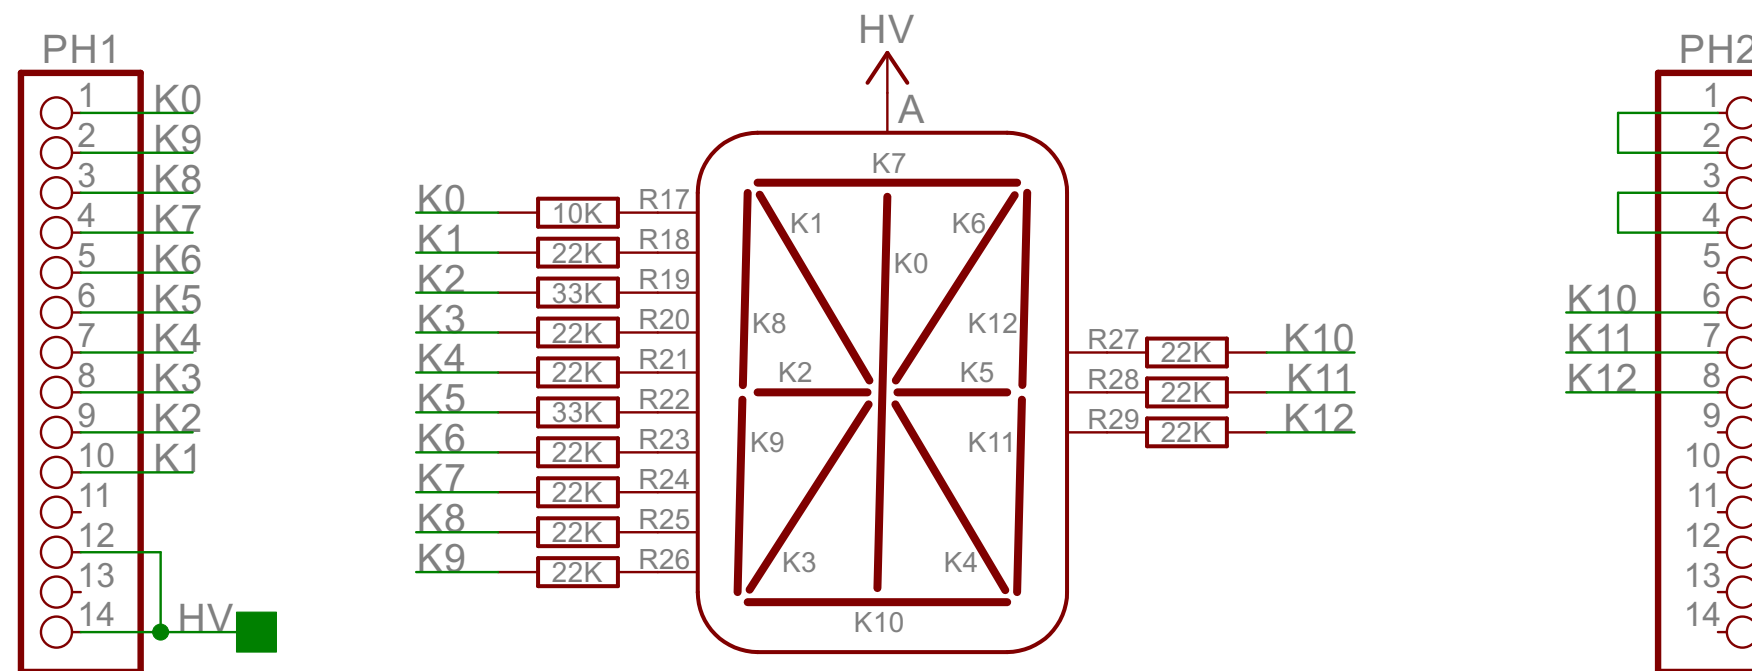 PH1
1 K0
2 K9
3 K8
4 K7
5 K6
6 K5
7 K4
8 K3
9 K2
10 K1
11
12
13
14 HV
HV
A
K0 10K R17
K1 22K R18
K2 33K R19
K3 22K R20
K4 22K R21
K5 33K R22
K6 22K R23
K7 22K R24
K8 22K R25
K9 22K R26
K7
K1 K6
K0
K8 K12
K2 K5
K9 K11
K3 K4
K10
R27 22K K10
R28 22K K11
R29 22K K12
PH2
1
2
3
4
5
K10 6
K11 7
K12 8
9
10
11
12
13
14